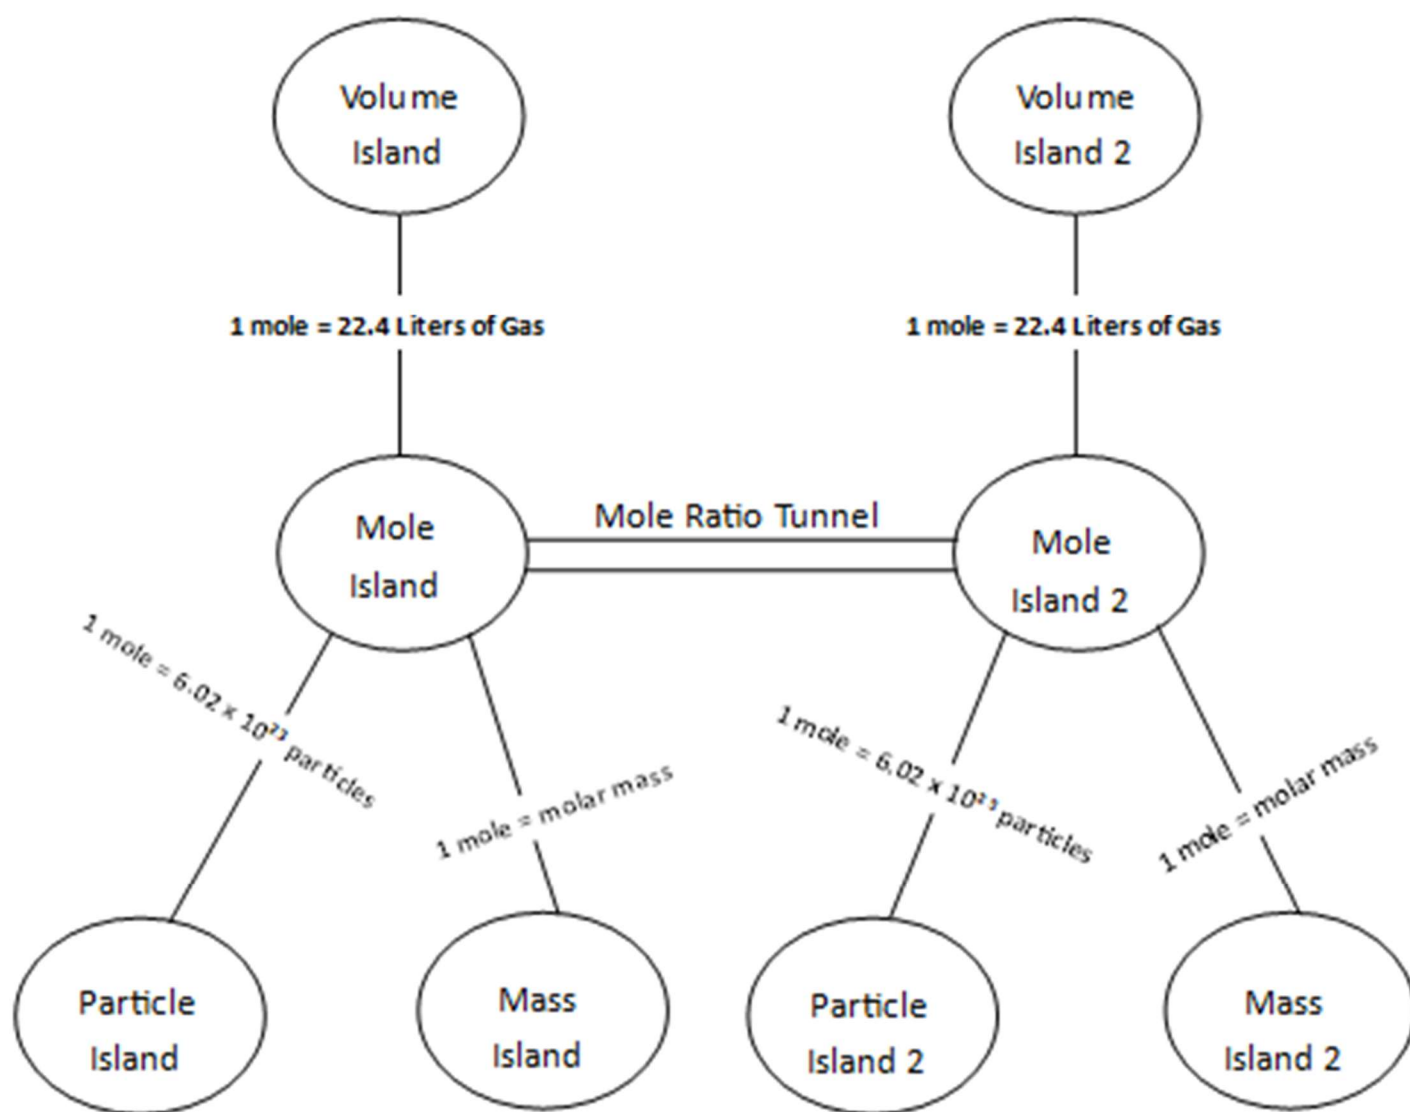 Volume
Island
Volume
Island 2
1 mole = 22.4 Liters of Gas
1 mole = 22.4 Liters of Gas
Mole Ratio Tunnel
Mole
Island
Mole
Island 2
1 mole = 6.02 x 10²³ particles
1 mole = molar mass
1 mole = 6.02 x 10²³ particles
1 mole = molar mass
Particle
Island
Mass
Island
Particle
Island 2
Mass
Island 2